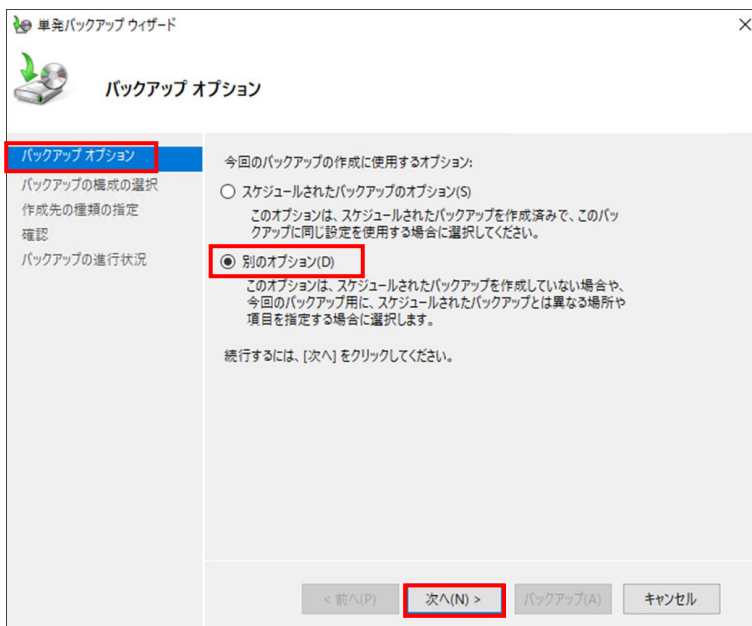 単発バックアップ ウィザード
バックアップ オプション
バックアップ オプション
バックアップの構成の選択
作成先の種類の指定
確認
バックアップの進行状況
今回のバックアップの作成に使用するオプション:
スケジュールされたバックアップのオプション(S)
このオプションは、スケジュールされたバックアップを作成済みで、このバッ
クアップに同じ設定を使用する場合に選択してください。
別のオプション(D)
このオプションは、スケジュールされたバックアップを作成していない場合や、
今回のバックアップ用に、スケジュールされたバックアップとは異なる場所や
項目を指定する場合に選択します。
続行するには、[次へ] をクリックしてください。
< 前へ(P)
次へ(N) >
バックアップ(A)
キャンセル